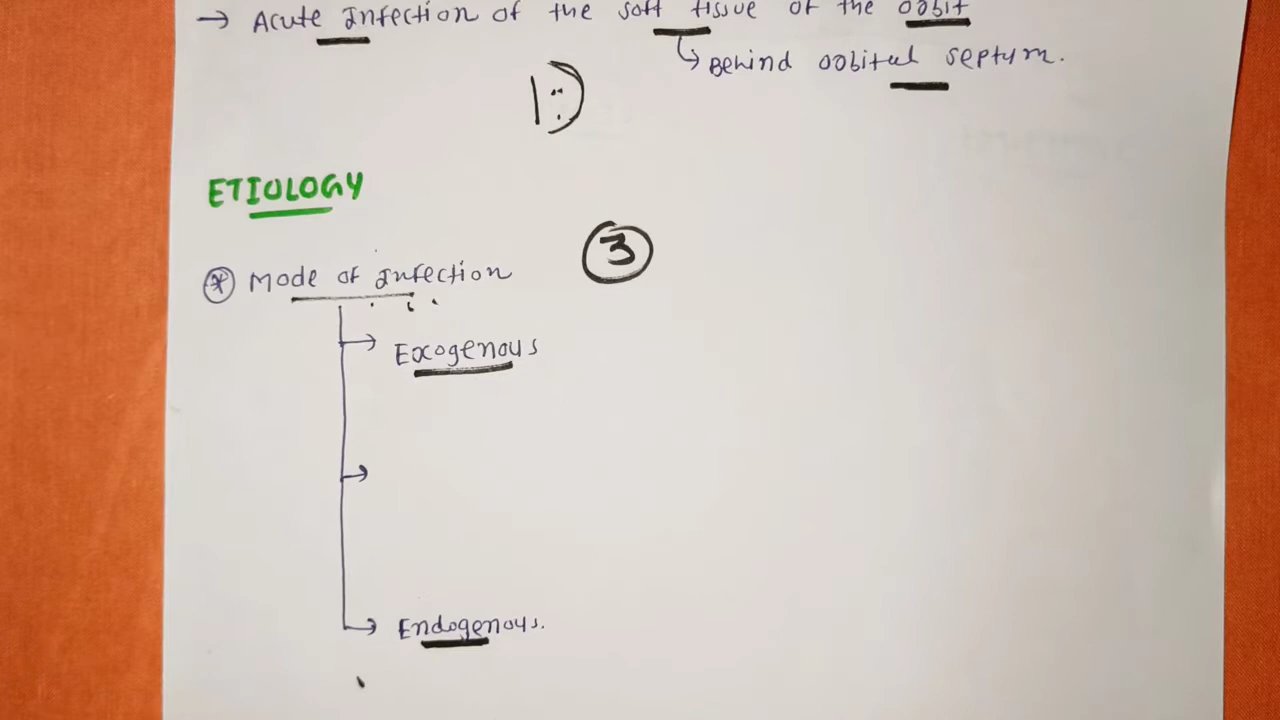 → Acute Infection of the soft tissue of the orbit
↳ Behind orbital septum.
ETIOLOGY
* Mode of Infection
3
→ Exogenous
→
→ Endogenous.